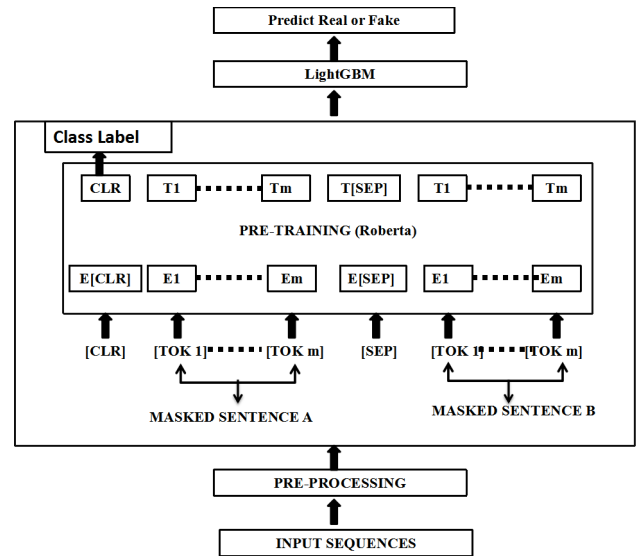 Predict Real or Fake
LightGBM
Class Label
CLR T1 Tm T[SEP] T1 Tm
PRE-TRAINING (Roberta)
E[CLR] E1 Em E[SEP] E1 Em
[CLR] [TOK 1] [TOK m] [SEP] [TOK 1] [TOK m]
MASKED SENTENCE A MASKED SENTENCE B
PRE-PROCESSING
INPUT SEQUENCES